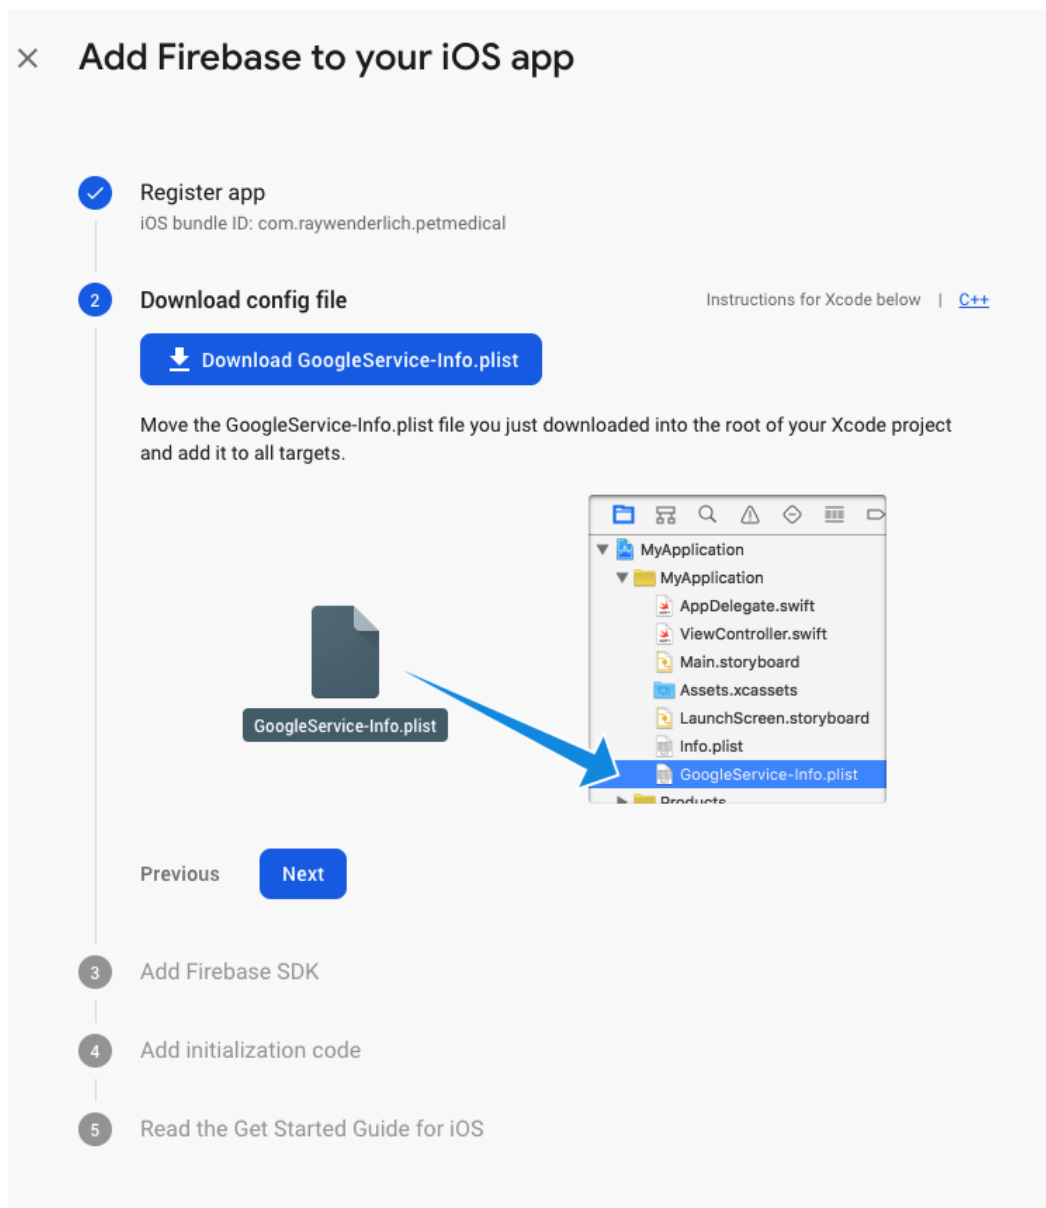 Add Firebase to your iOS app
Register app
iOS bundle ID: com.raywenderlich.petmedical
2
Download config file
Instructions for Xcode below | C++
Download GoogleService-Info.plist
Move the GoogleService-Info.plist file you just downloaded into the root of your Xcode project
and add it to all targets.
GoogleService-Info.plist
MyApplication
MyApplication
AppDelegate.swift
ViewController.swift
Main.storyboard
Assets.xcassets
LaunchScreen.storyboard
Info.plist
GoogleService-Info.plist
Products
Previous
Next
3
Add Firebase SDK
4
Add initialization code
5
Read the Get Started Guide for iOS